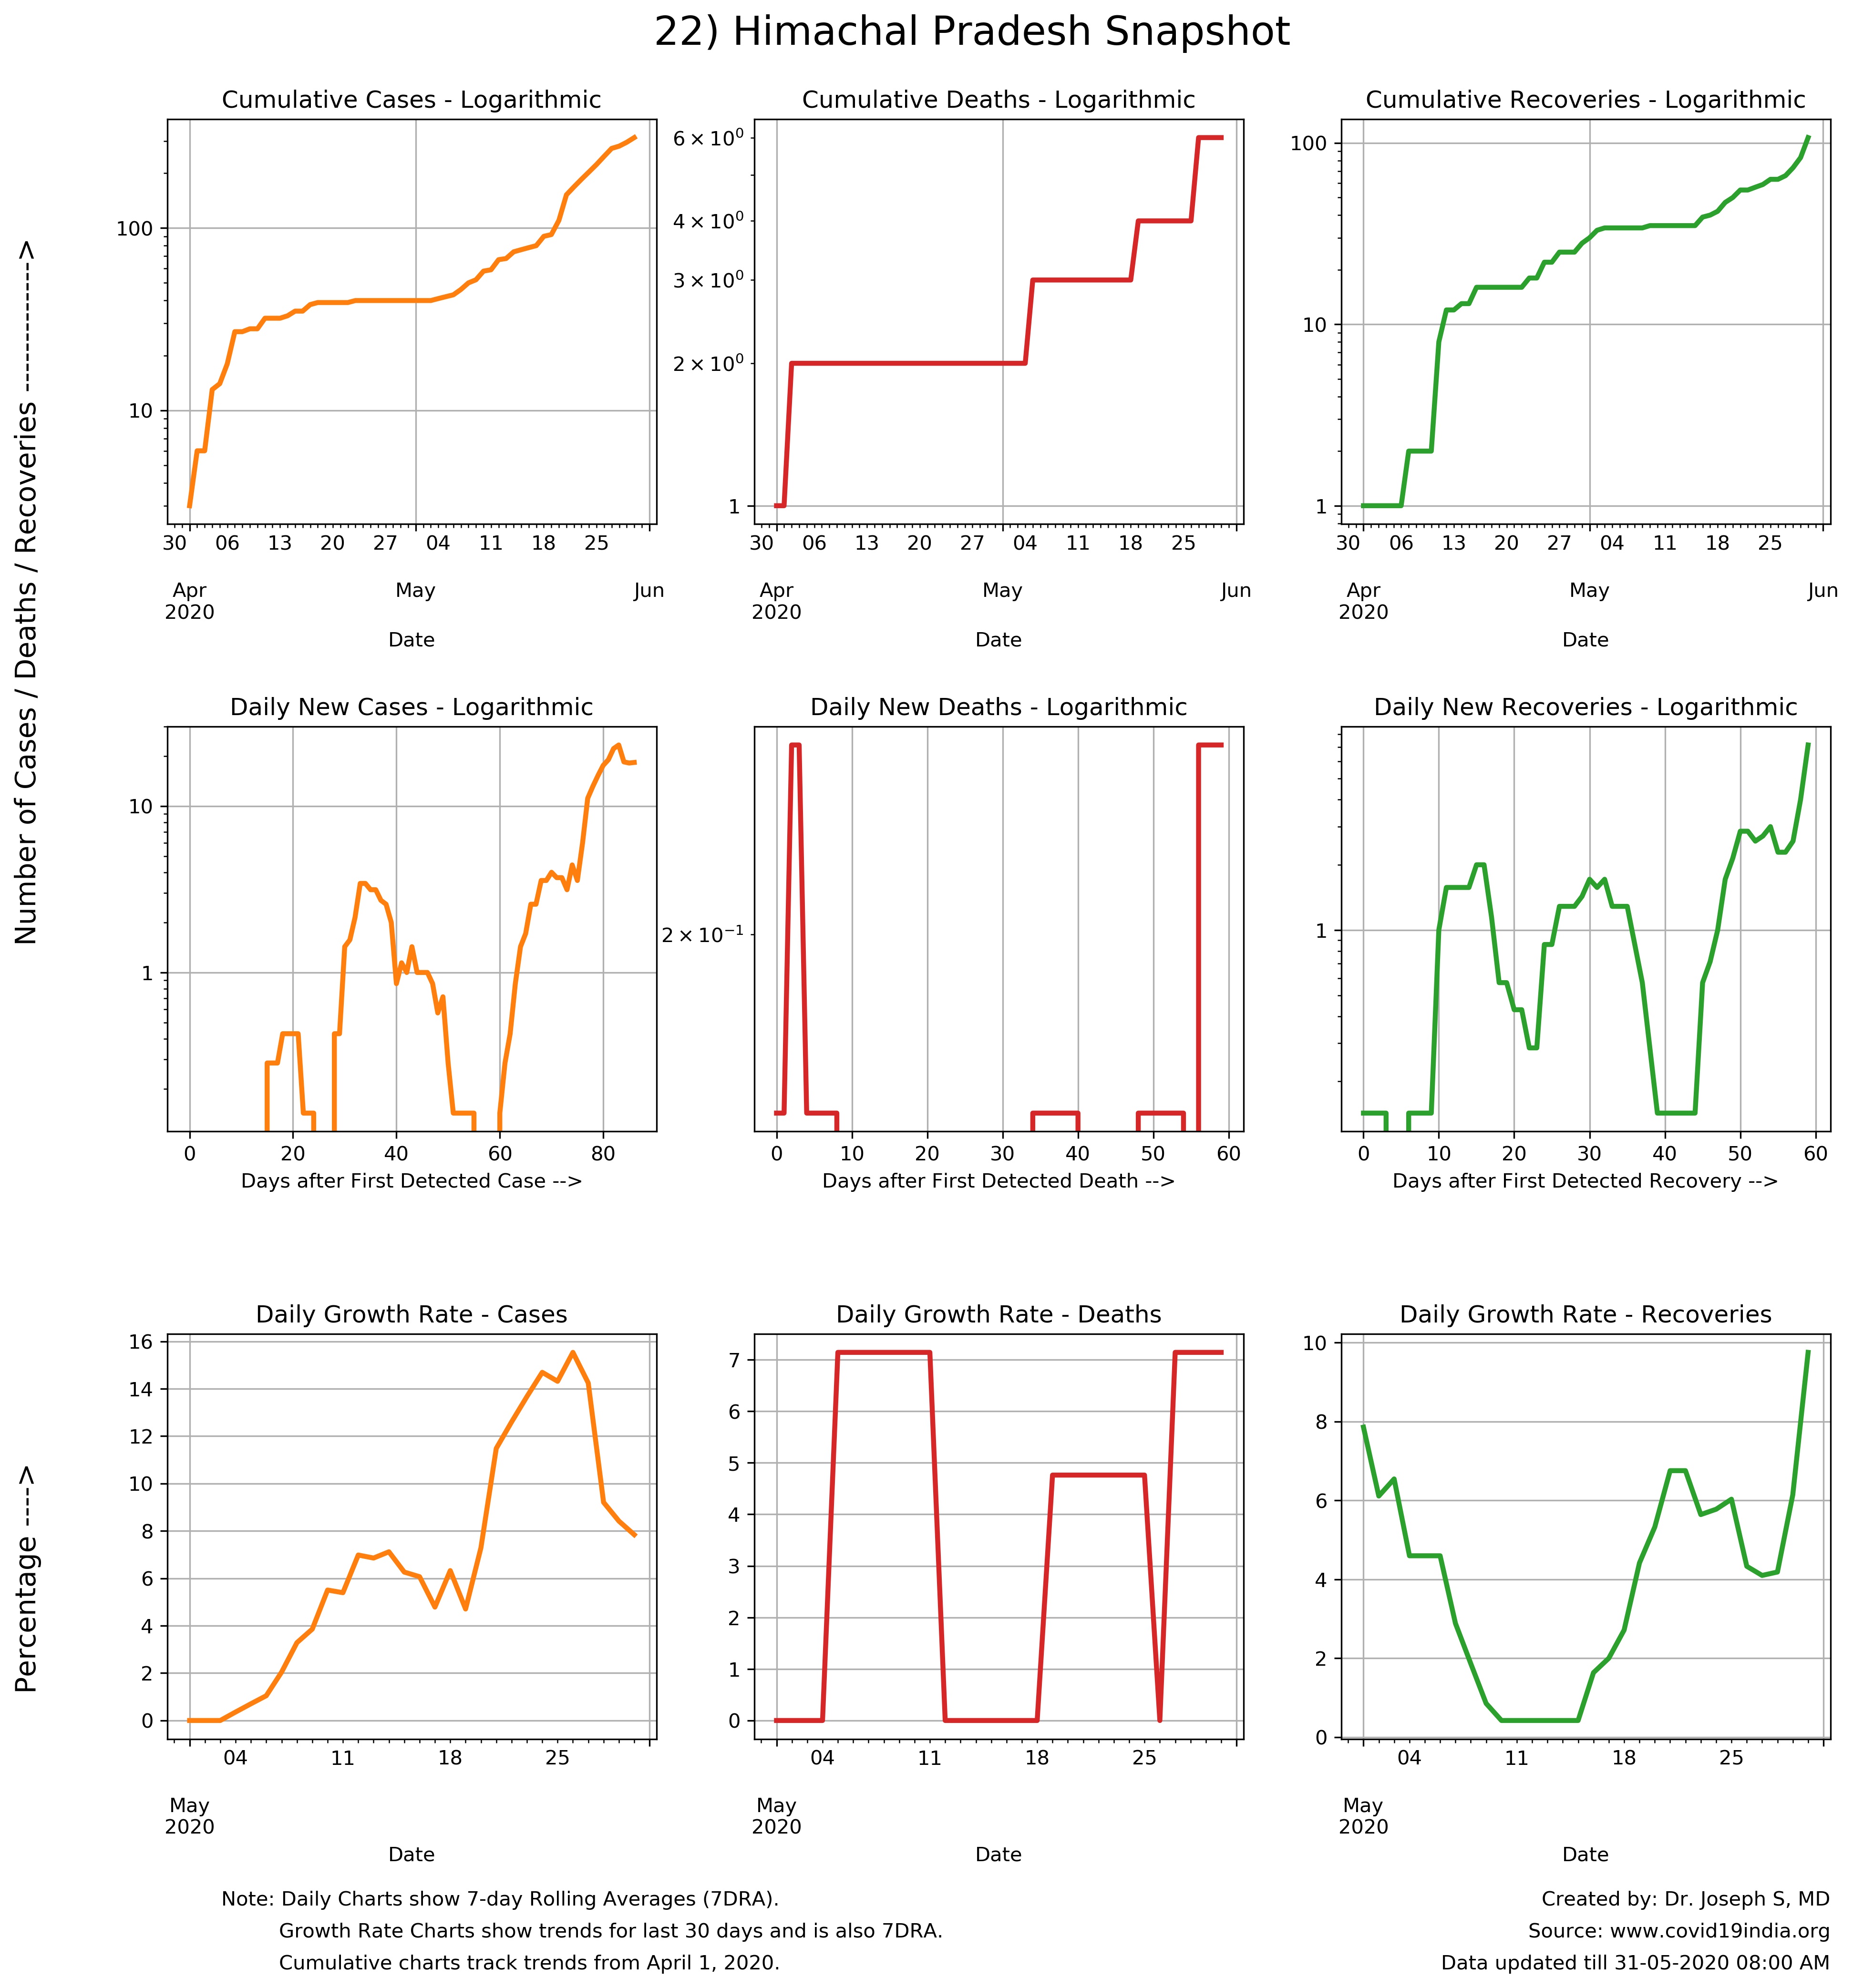 22) Himachal Pradesh Snapshot
Number of Cases / Deaths / Recoveries -------------->
Cumulative Cases - Logarithmic
100
10
30 06 13 20 27 04 11 18 25
Apr May Jun
2020
Date
Cumulative Deaths - Logarithmic
6 × 10⁰
4 × 10⁰
3 × 10⁰
2 × 10⁰
1
30 06 13 20 27 04 11 18 25
Apr May Jun
2020
Date
Cumulative Recoveries - Logarithmic
100
10
1
30 06 13 20 27 04 11 18 25
Apr May Jun
2020
Date
Daily New Cases - Logarithmic
10
1
0 20 40 60 80
Days after First Detected Case -->
Daily New Deaths - Logarithmic
2 × 10⁻¹
0 10 20 30 40 50 60
Days after First Detected Death -->
Daily New Recoveries - Logarithmic
1
0 10 20 30 40 50 60
Days after First Detected Recovery -->
Percentage ----->
Daily Growth Rate - Cases
16
14
12
10
8
6
4
2
0
04 11 18 25
May
2020
Date
Daily Growth Rate - Deaths
7
6
5
4
3
2
1
0
04 11 18 25
May
2020
Date
Daily Growth Rate - Recoveries
10
8
6
4
2
0
04 11 18 25
May
2020
Date
Note: Daily Charts show 7-day Rolling Averages (7DRA).
Growth Rate Charts show trends for last 30 days and is also 7DRA.
Cumulative charts track trends from April 1, 2020.
Created by: Dr. Joseph S, MD
Source: www.covid19india.org
Data updated till 31-05-2020 08:00 AM